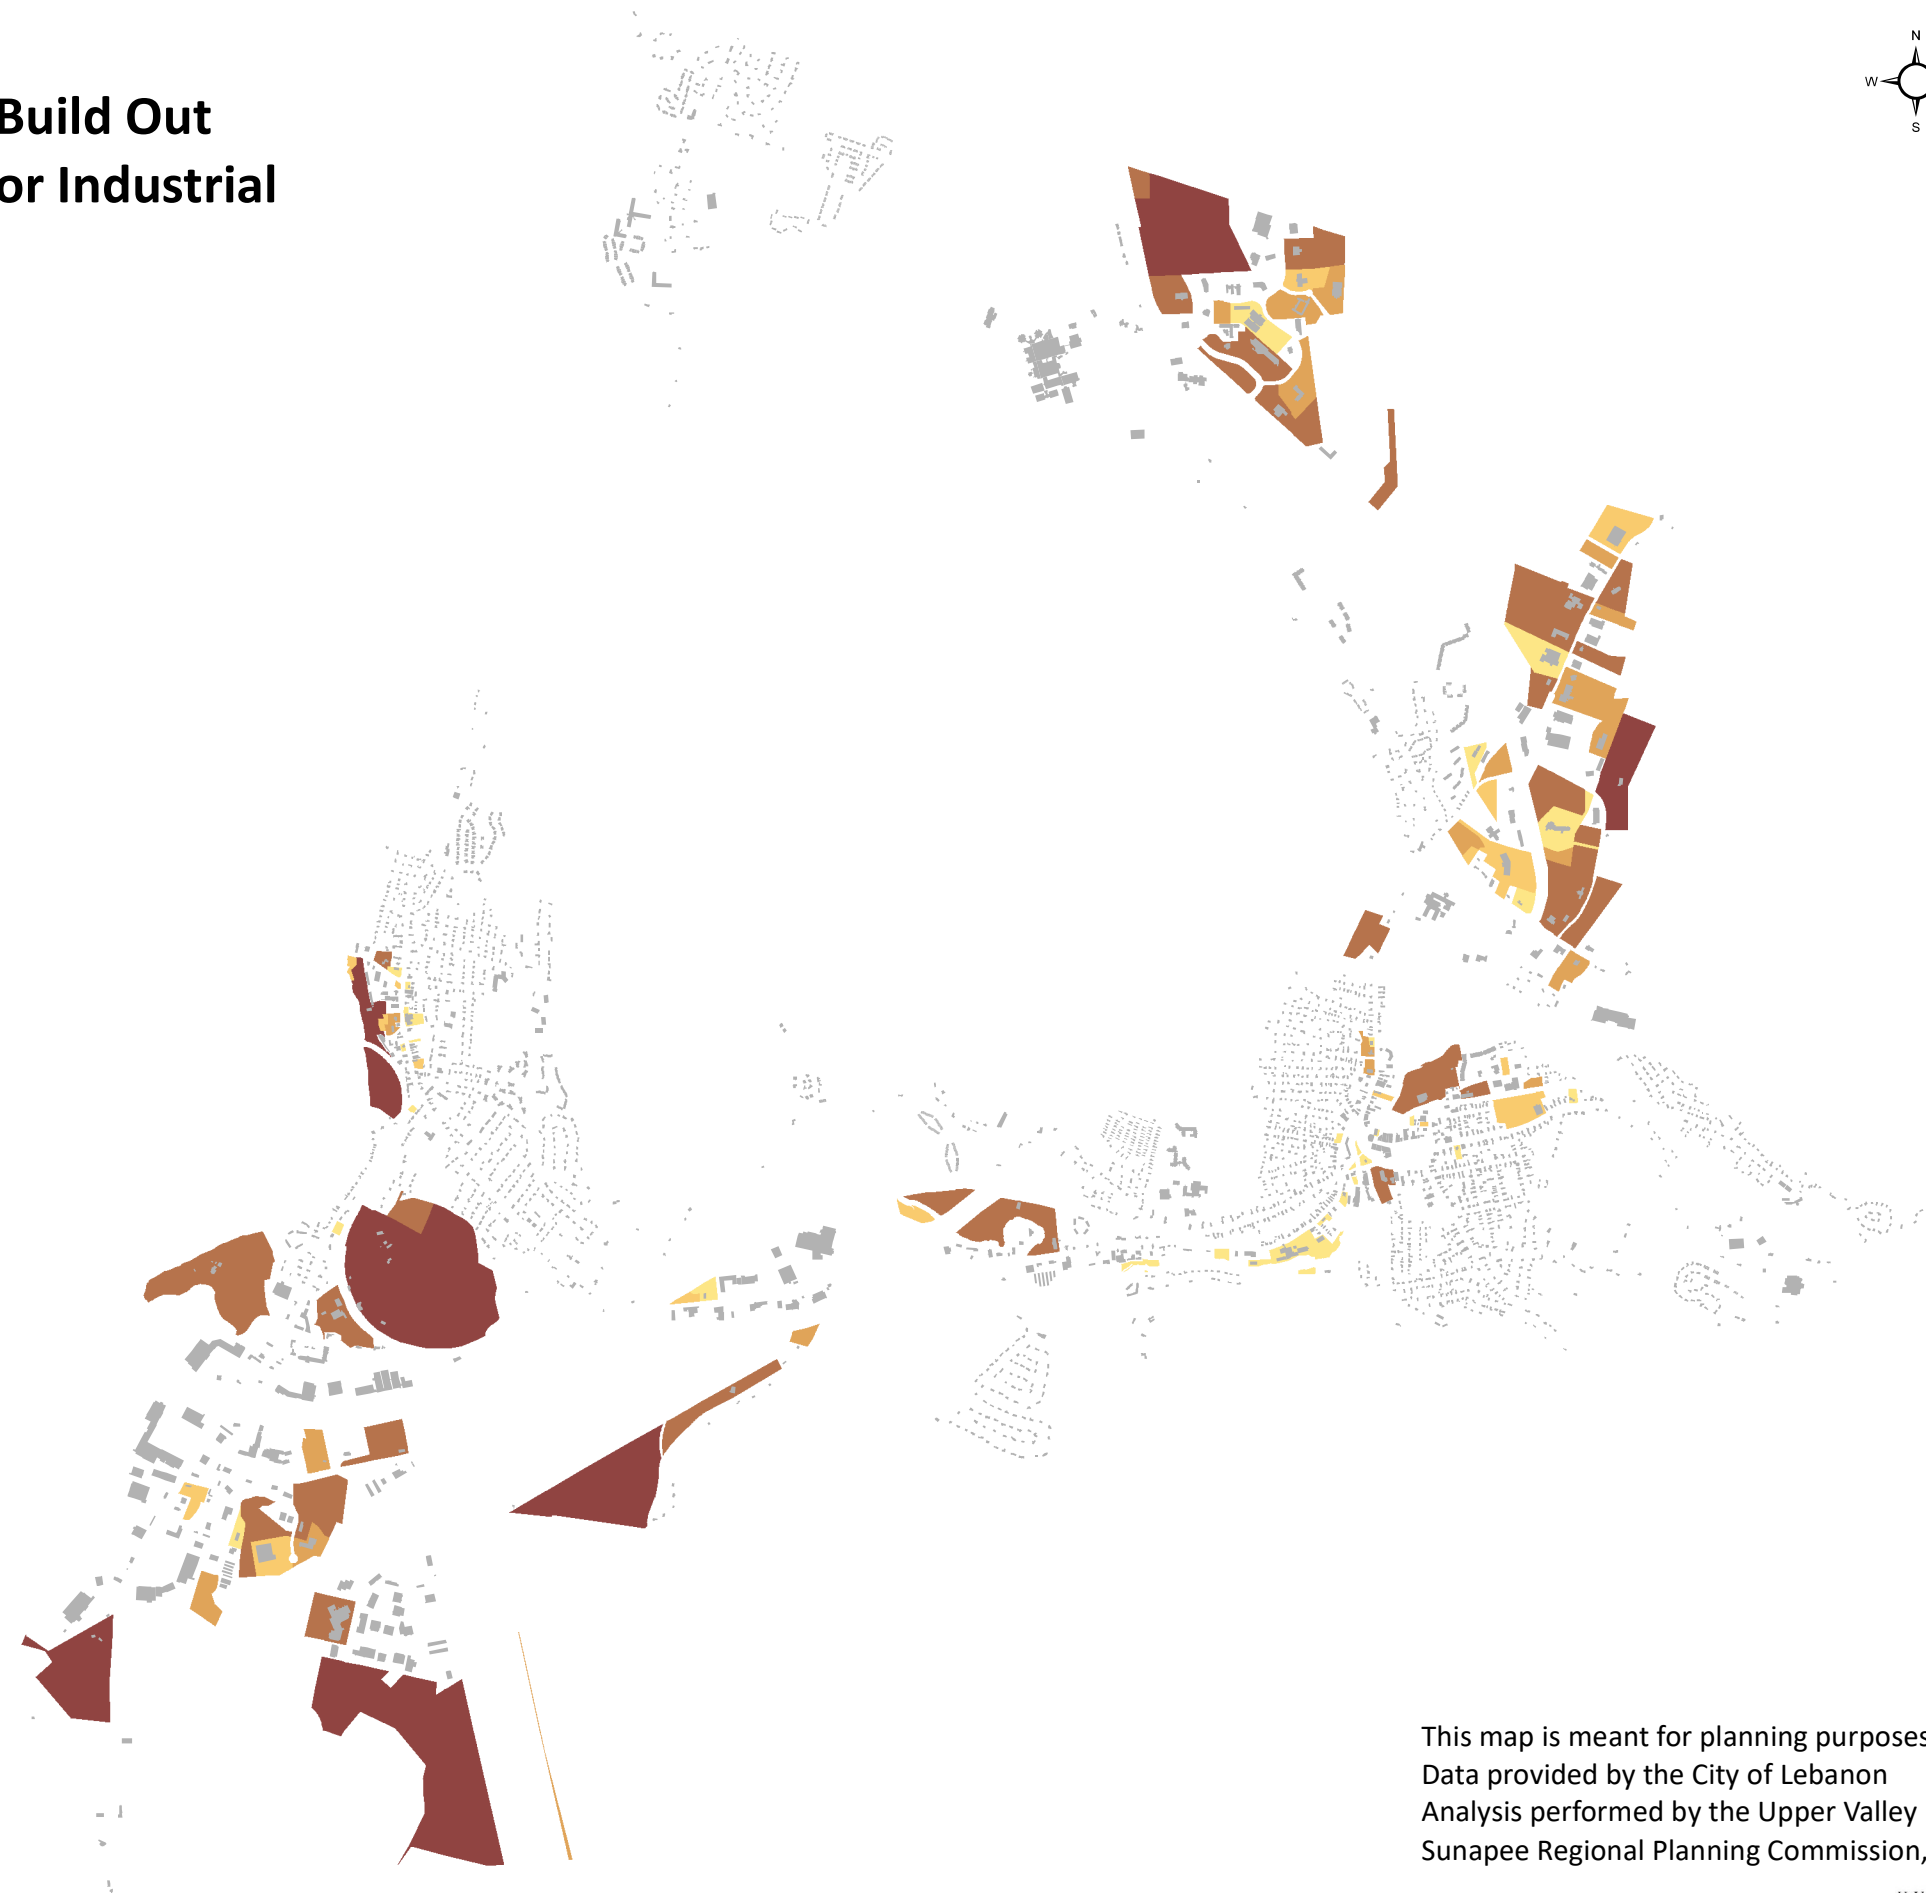 Build Out
or Industrial
N
W
S
This map is meant for planning purposes
Data provided by the City of Lebanon
Analysis performed by the Upper Valley
Sunapee Regional Planning Commission,